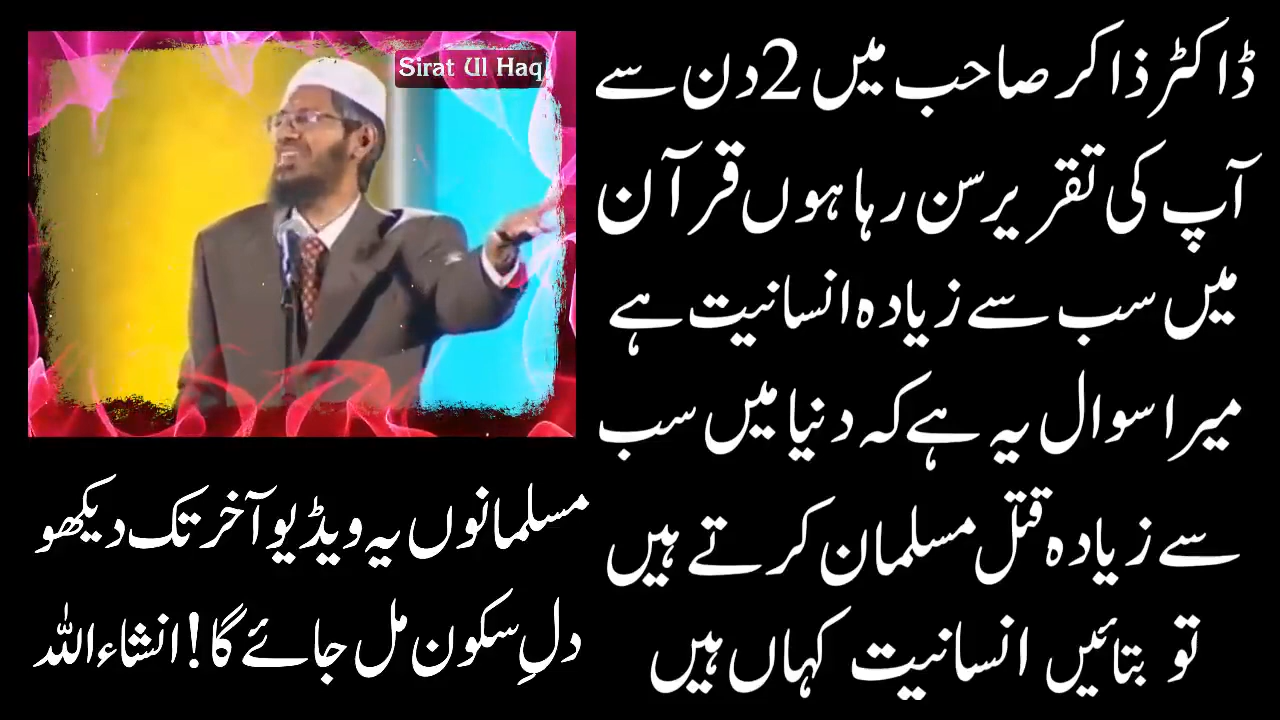 Sirat Ul Haq
ڈاکٹر ذاکر صاحب میں 2 دن سے
آپ کی تقریر سن رہا ہوں قرآن
میں سب سے زیادہ انسانیت ہے
میرا سوال یہ ہے کہ دنیا میں سب
سے زیادہ قتل مسلمان کرتے ہیں
تو بتائیں انسانیت کہاں ہیں
مسلمانوں یہ ویڈیو آخر تک دیکھو
دلِ سکون مل جائے گا! انشاءاللہ